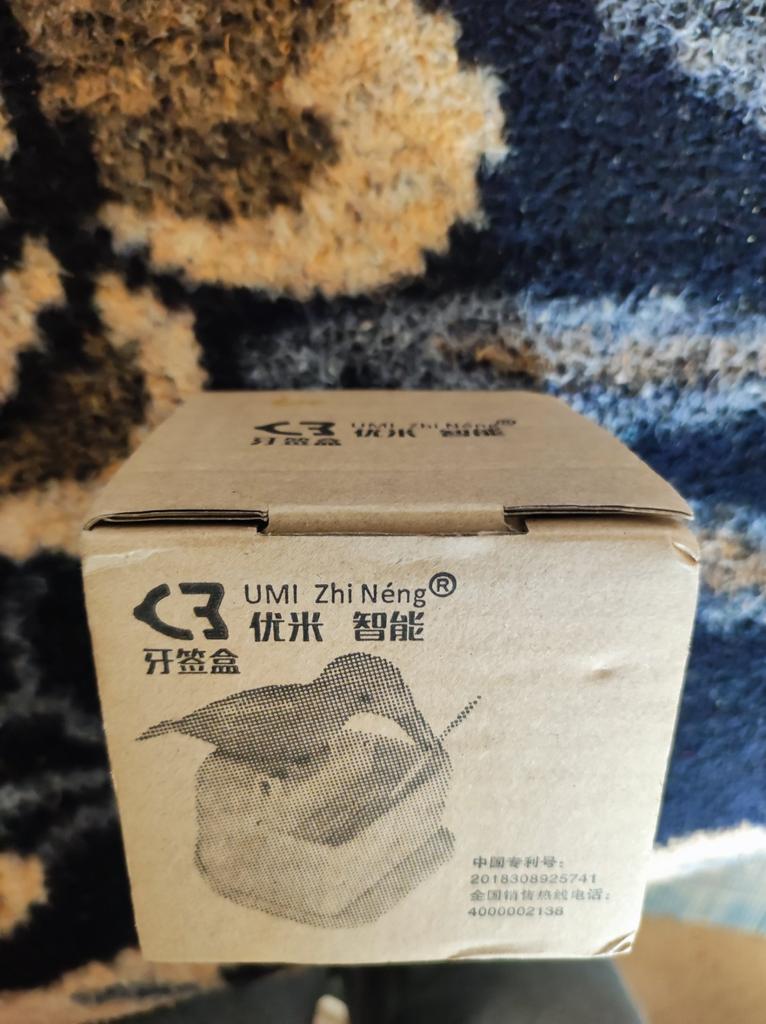 UMI Zhi Néng®
优米 智能
牙签盒
UMI Zhi Néng®
优米 智能
牙签盒
中国专利号：
2018308925741
全国销售热线电话：
4000002138